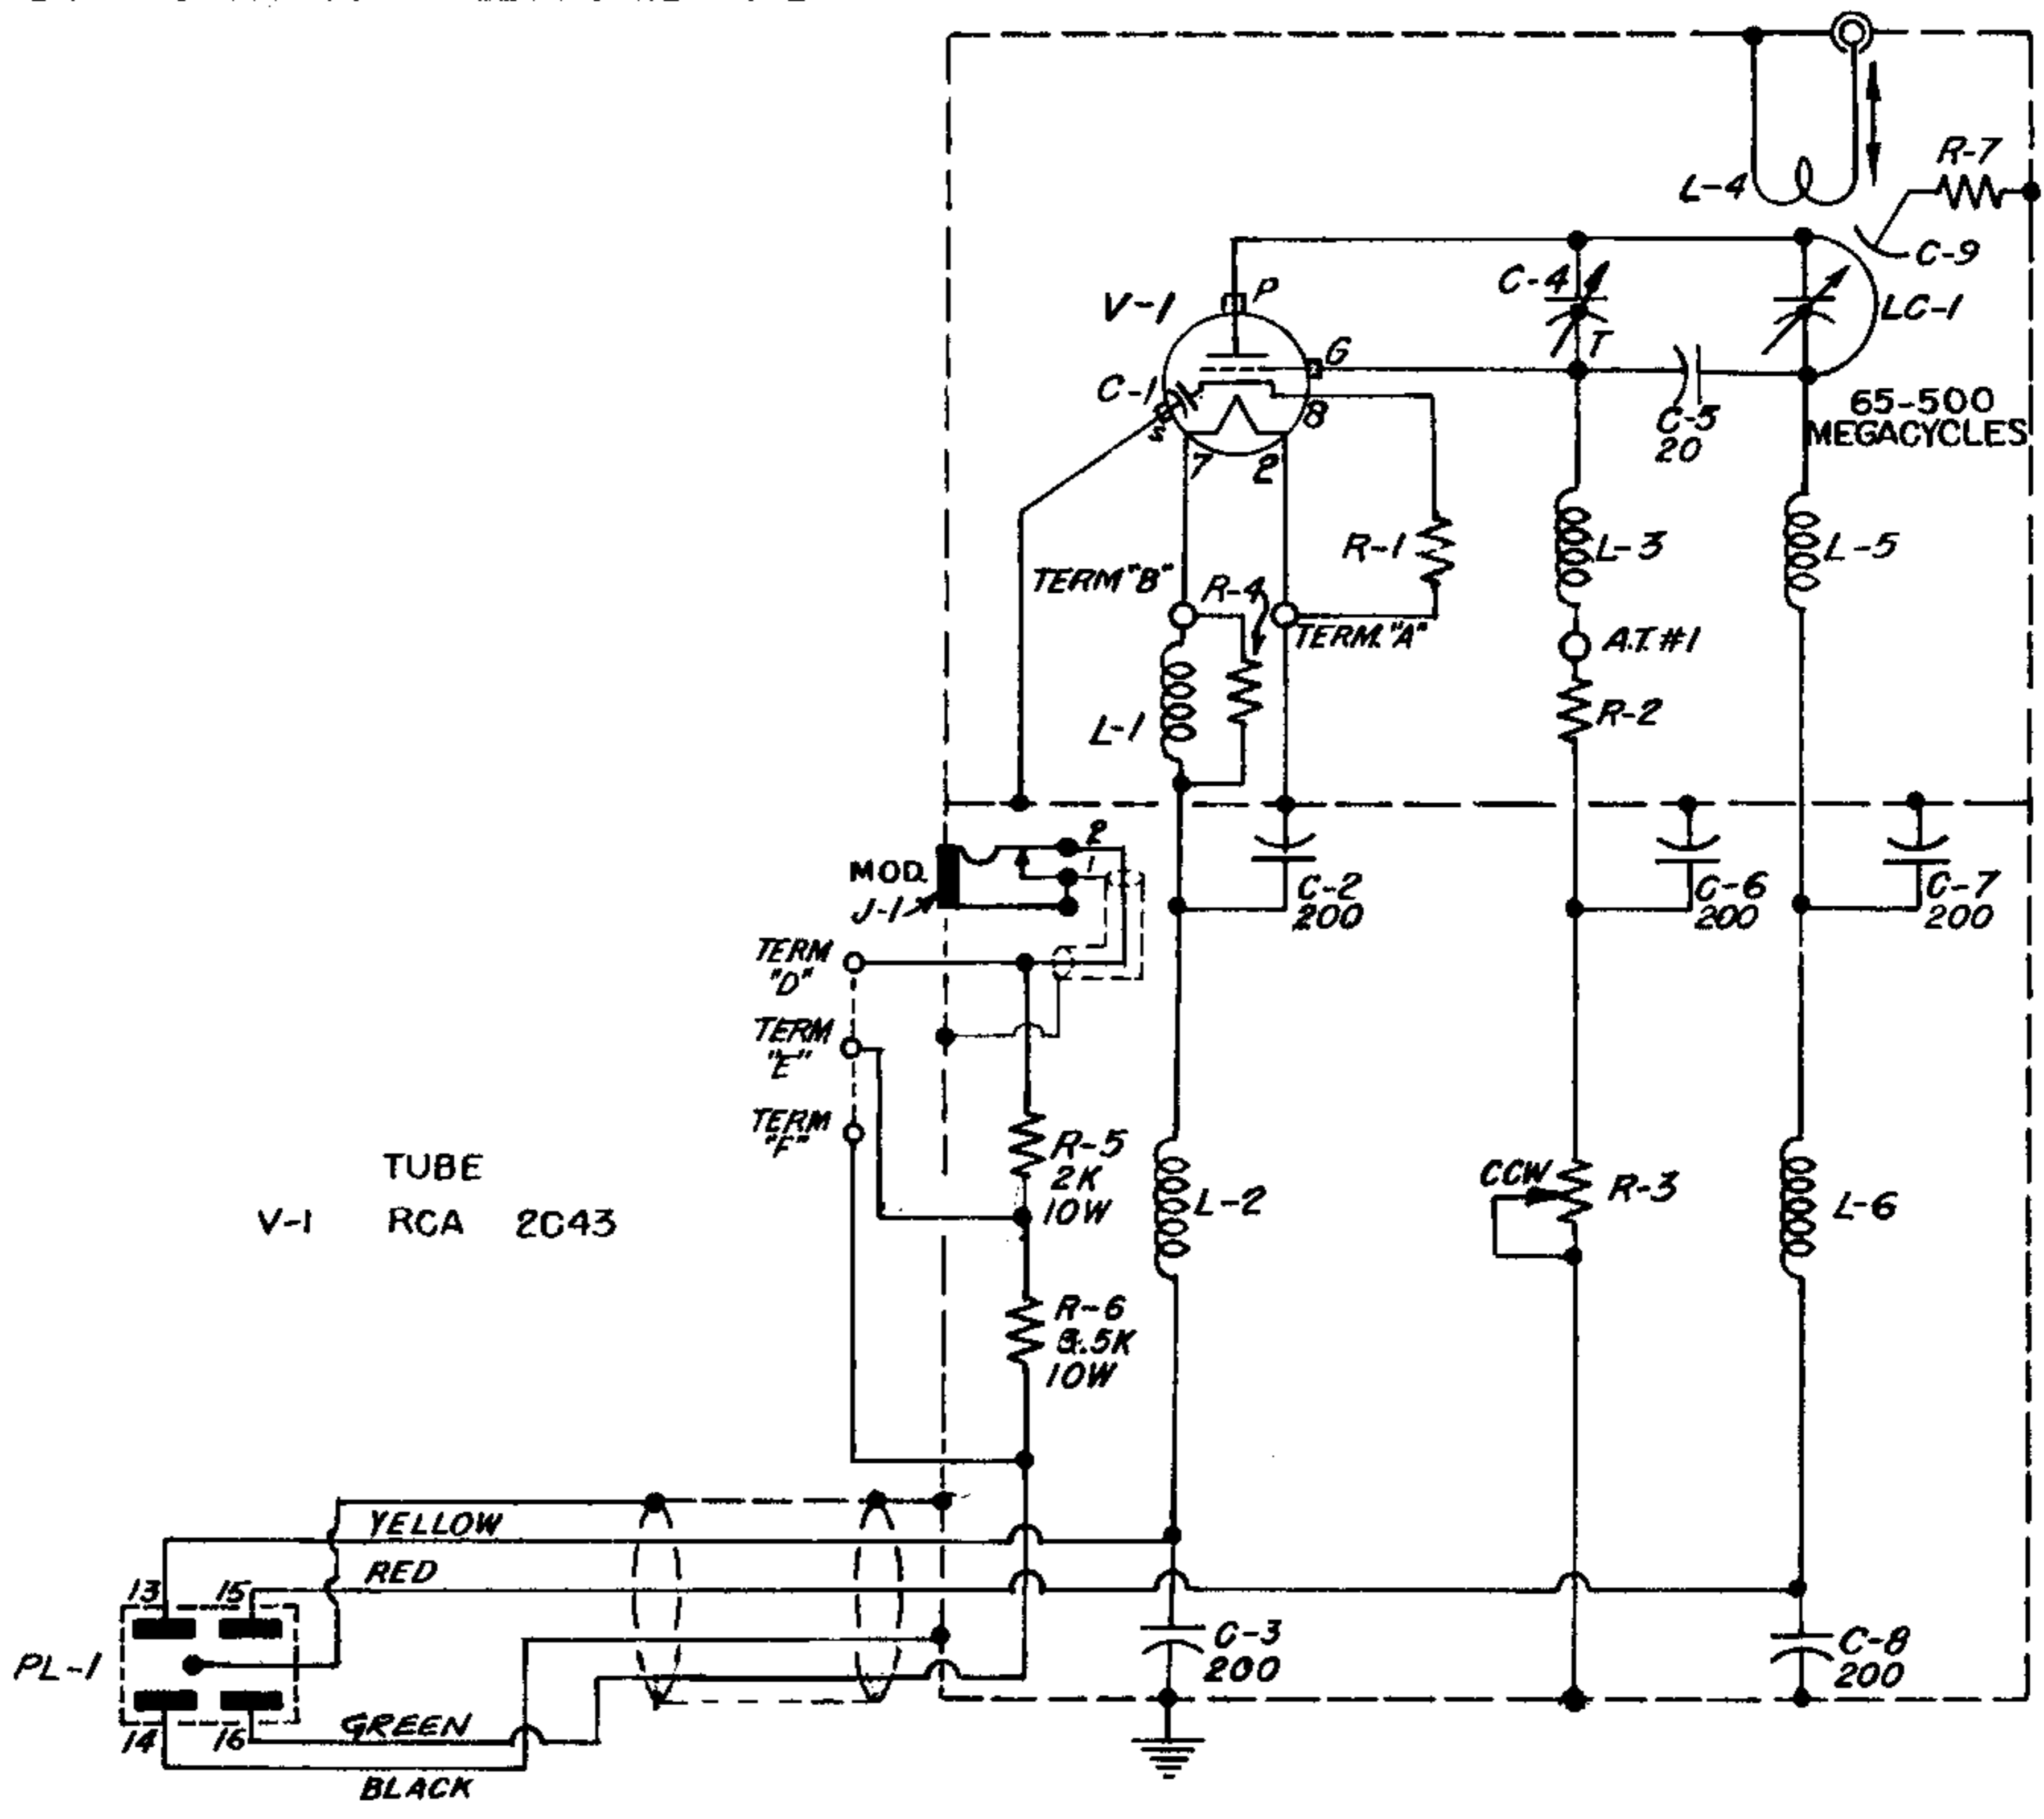 R-7
L-4
C-9
C-4
P
V-1
LC-1
T
G
C-1
8
S
C-5
20
65-500
MEGACYCLES
7
2
R-1
L-3
L-5
TERM "B"
R-4
TERM. "A"
A.T. #1
R-2
L-1
2
1
MOD.
J-1
C-2
200
C-6
200
C-7
200
TERM
"D"
TERM
"E"
TERM
"F"
TUBE
V-1 RCA 2C43
R-5
2K
10W
L-2
CCW
R-3
L-6
R-6
10W
YELLOW
RED
13
15
PL-1
C-3
200
C-8
200
14
16
GREEN
BLACK